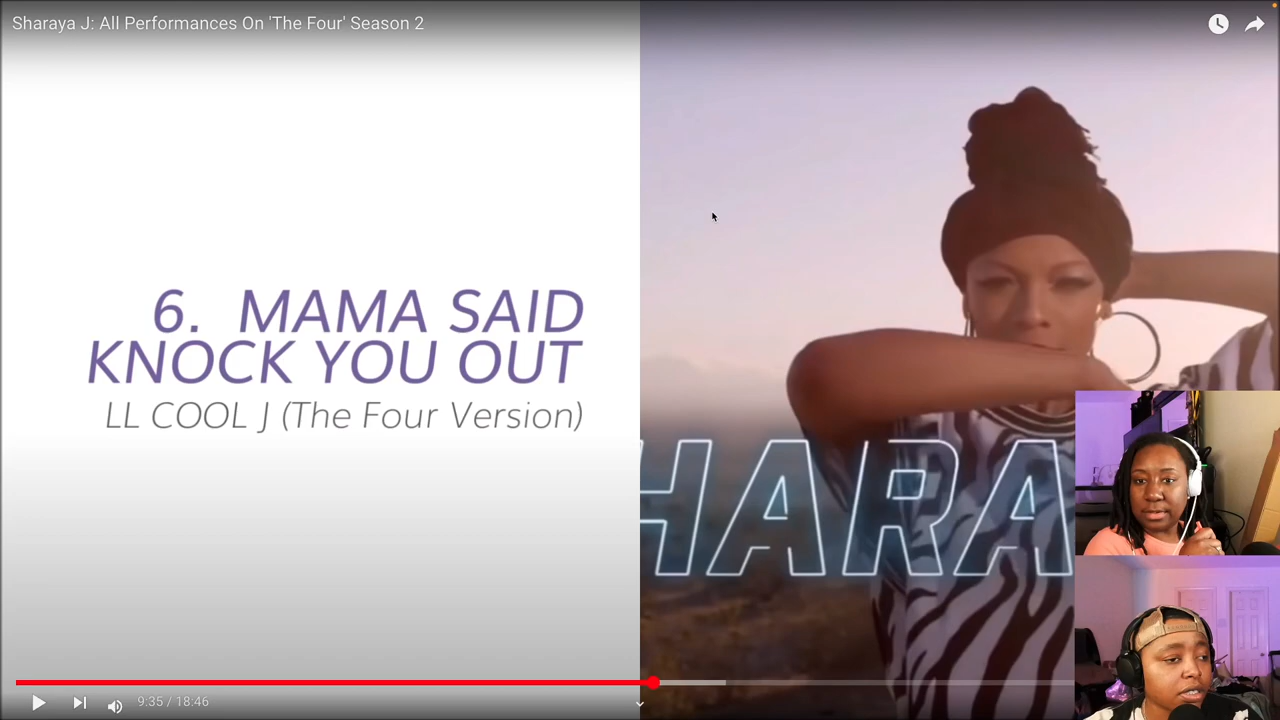 Sharaya J: All Performances On 'The Four' Season 2
6. MAMA SAID
KNOCK YOU OUT
LL COOL J (The Four Version)
HARA
9:35 / 18:46